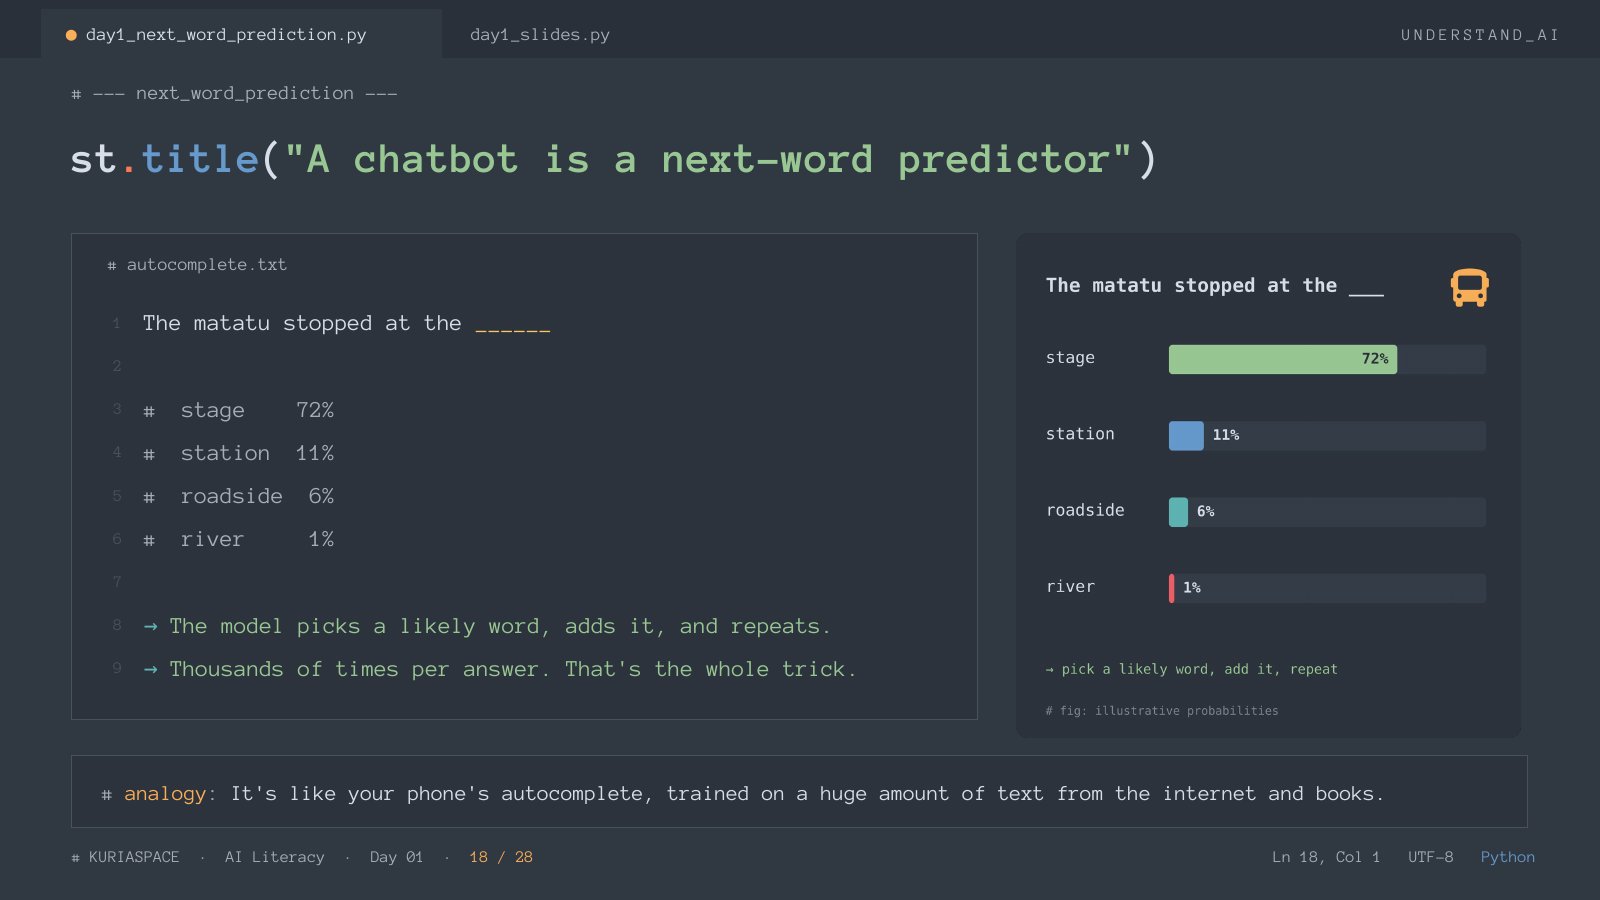 day1_next_word_prediction.py day1_slides.py UNDERSTAND_AI
# --- next_word_prediction ---
st.title("A chatbot is a next-word predictor")
# autocomplete.txt
1 The matatu stopped at the ______
2
3 # stage 72%
4 # station 11%
5 # roadside 6%
6 # river 1%
7
8 → The model picks a likely word, adds it, and repeats.
9 → Thousands of times per answer. That's the whole trick.
The matatu stopped at the ___
stage 72%
station 11%
roadside 6%
river 1%
→ pick a likely word, add it, repeat
# fig: illustrative probabilities
# analogy: It's like your phone's autocomplete, trained on a huge amount of text from the internet and books.
# KURIASPACE · AI Literacy · Day 01 · 18 / 28 Ln 18, Col 1 UTF-8 Python